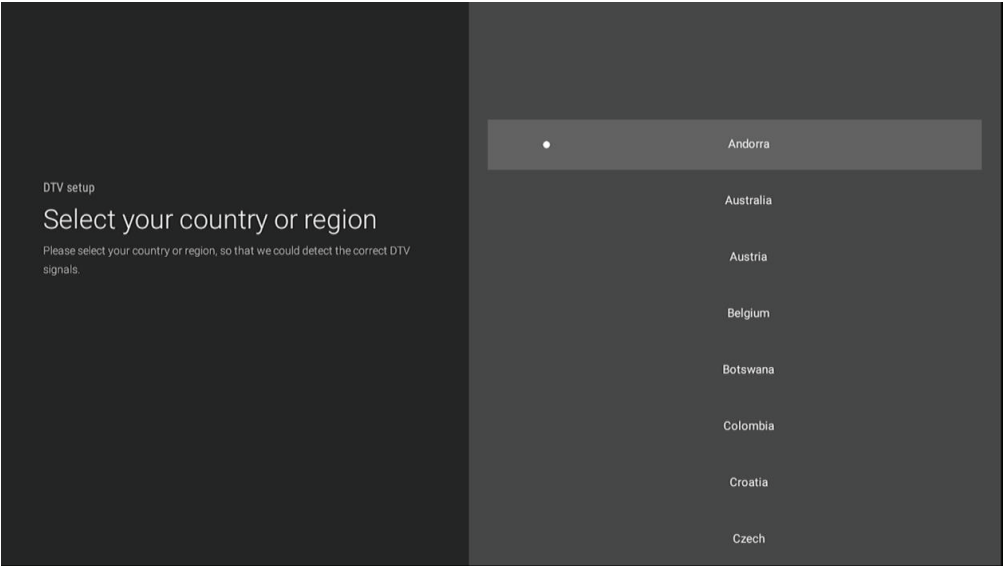 DTV setup
Select your country or region
Please select your country or region, so that we could detect the correct DTV
signals.
Andorra
Australia
Austria
Belgium
Botswana
Colombia
Croatia
Czech